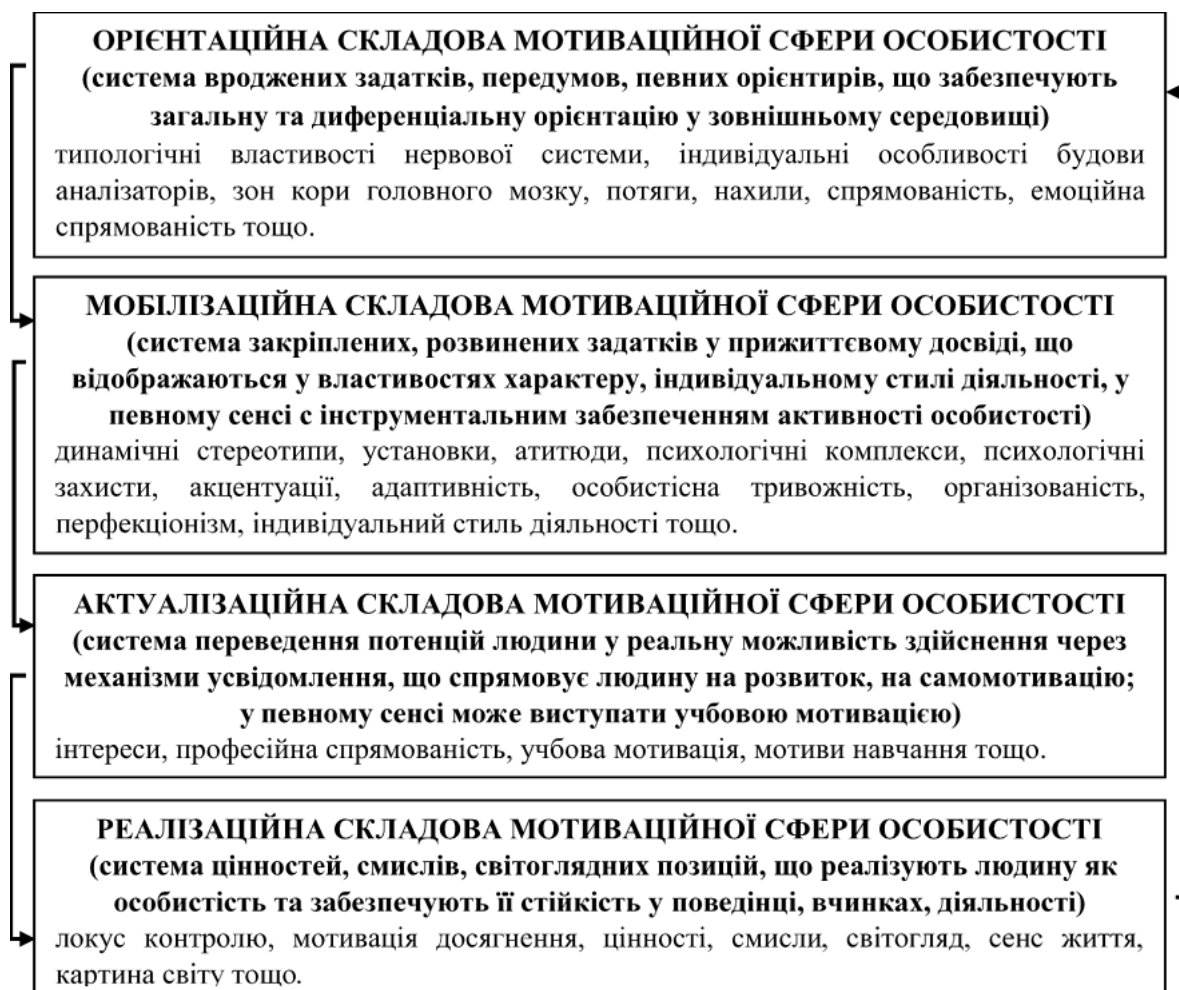 ОРІЄНТАЦІЙНА СКЛАДОВА МОТИВАЦІЙНОЇ СФЕРИ ОСОБИСТОСТІ
(система вроджених задатків, передумов, певних орієнтирів, що забезпечують
загальну та диференціальну орієнтацію у зовнішньому середовищі)
типологічні властивості нервової системи, індивідуальні особливості будови
аналізаторів, зон кори головного мозку, потяги, нахили, спрямованість, емоційна
спрямованість тощо.
МОБІЛІЗАЦІЙНА СКЛАДОВА МОТИВАЦІЙНОЇ СФЕРИ ОСОБИСТОСТІ
(система закріплених, розвинених задатків у прижиттєвому досвіді, що
відображаються у властивостях характеру, індивідуальному стилі діяльності, у
певному сенсі с інструментальним забезпеченням активності особистості)
динамічні стереотипи, установки, атитюди, психологічні комплекси, психологічні
захисти, акцентуації, адаптивність, особистісна тривожність, організованість,
перфекціонізм, індивідуальний стиль діяльності тощо.
АКТУАЛІЗАЦІЙНА СКЛАДОВА МОТИВАЦІЙНОЇ СФЕРИ ОСОБИСТОСТІ
(система переведення потенцій людини у реальну можливість здійснення через
механізми усвідомлення, що спрямовує людину на розвиток, на самомотивацію;
у певному сенсі може виступати учбовою мотивацією)
інтереси, професійна спрямованість, учбова мотивація, мотиви навчання тощо.
РЕАЛІЗАЦІЙНА СКЛАДОВА МОТИВАЦІЙНОЇ СФЕРИ ОСОБИСТОСТІ
(система цінностей, смислів, світоглядних позицій, що реалізують людину як
особистість та забезпечують її стійкість у поведінці, вчинках, діяльності)
локус контролю, мотивація досягнення, цінності, смисли, світогляд, сенс життя,
картина світу тощо.